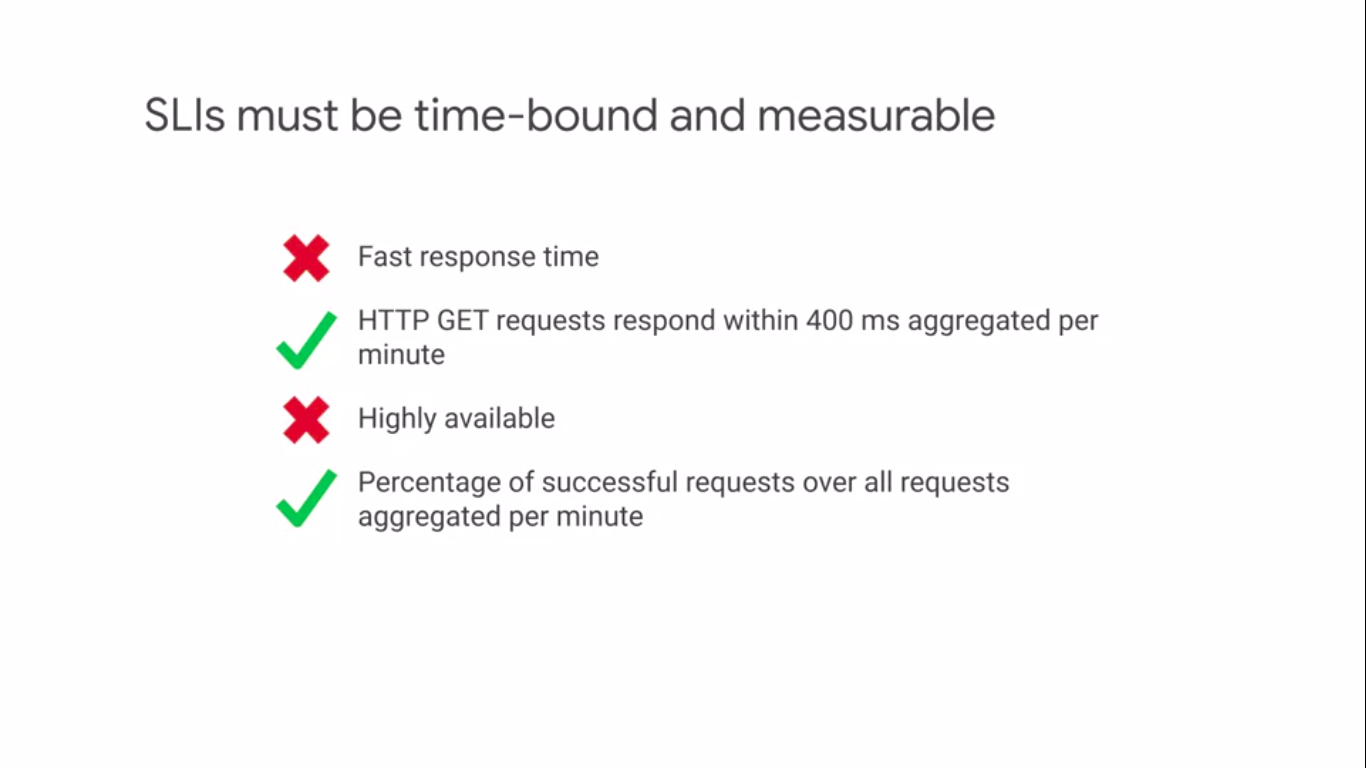 SLIs must be time-bound and measurable
Fast response time
HTTP GET requests respond within 400 ms aggregated per
minute
Highly available
Percentage of successful requests over all requests
aggregated per minute